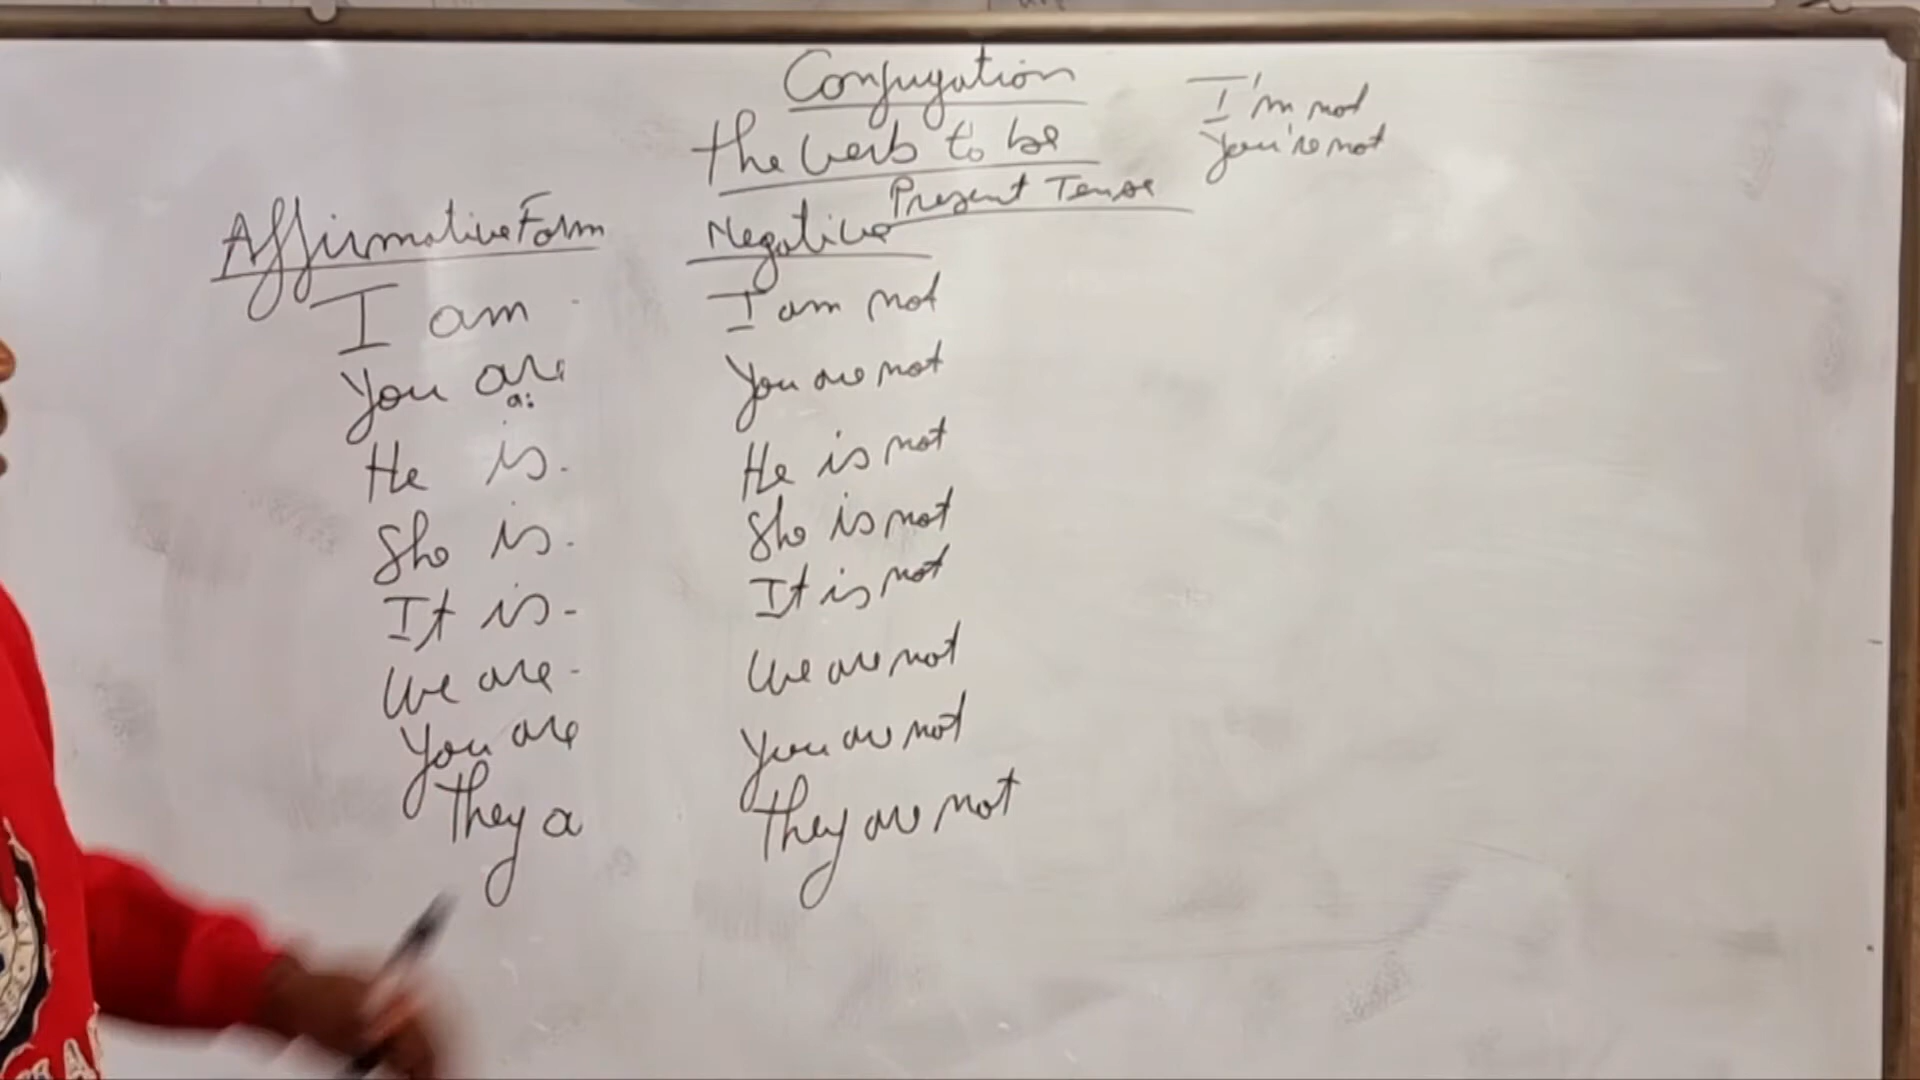 Conjugation
The verb to be
Present Tense
I'm not
You're not
Affirmative Form
I am
You are
a:
He is.
She is.
It is-
We are-
You are
They a
Negative
I am not
You are not
He is not
She is not
It is not
We are not
You are not
They are not